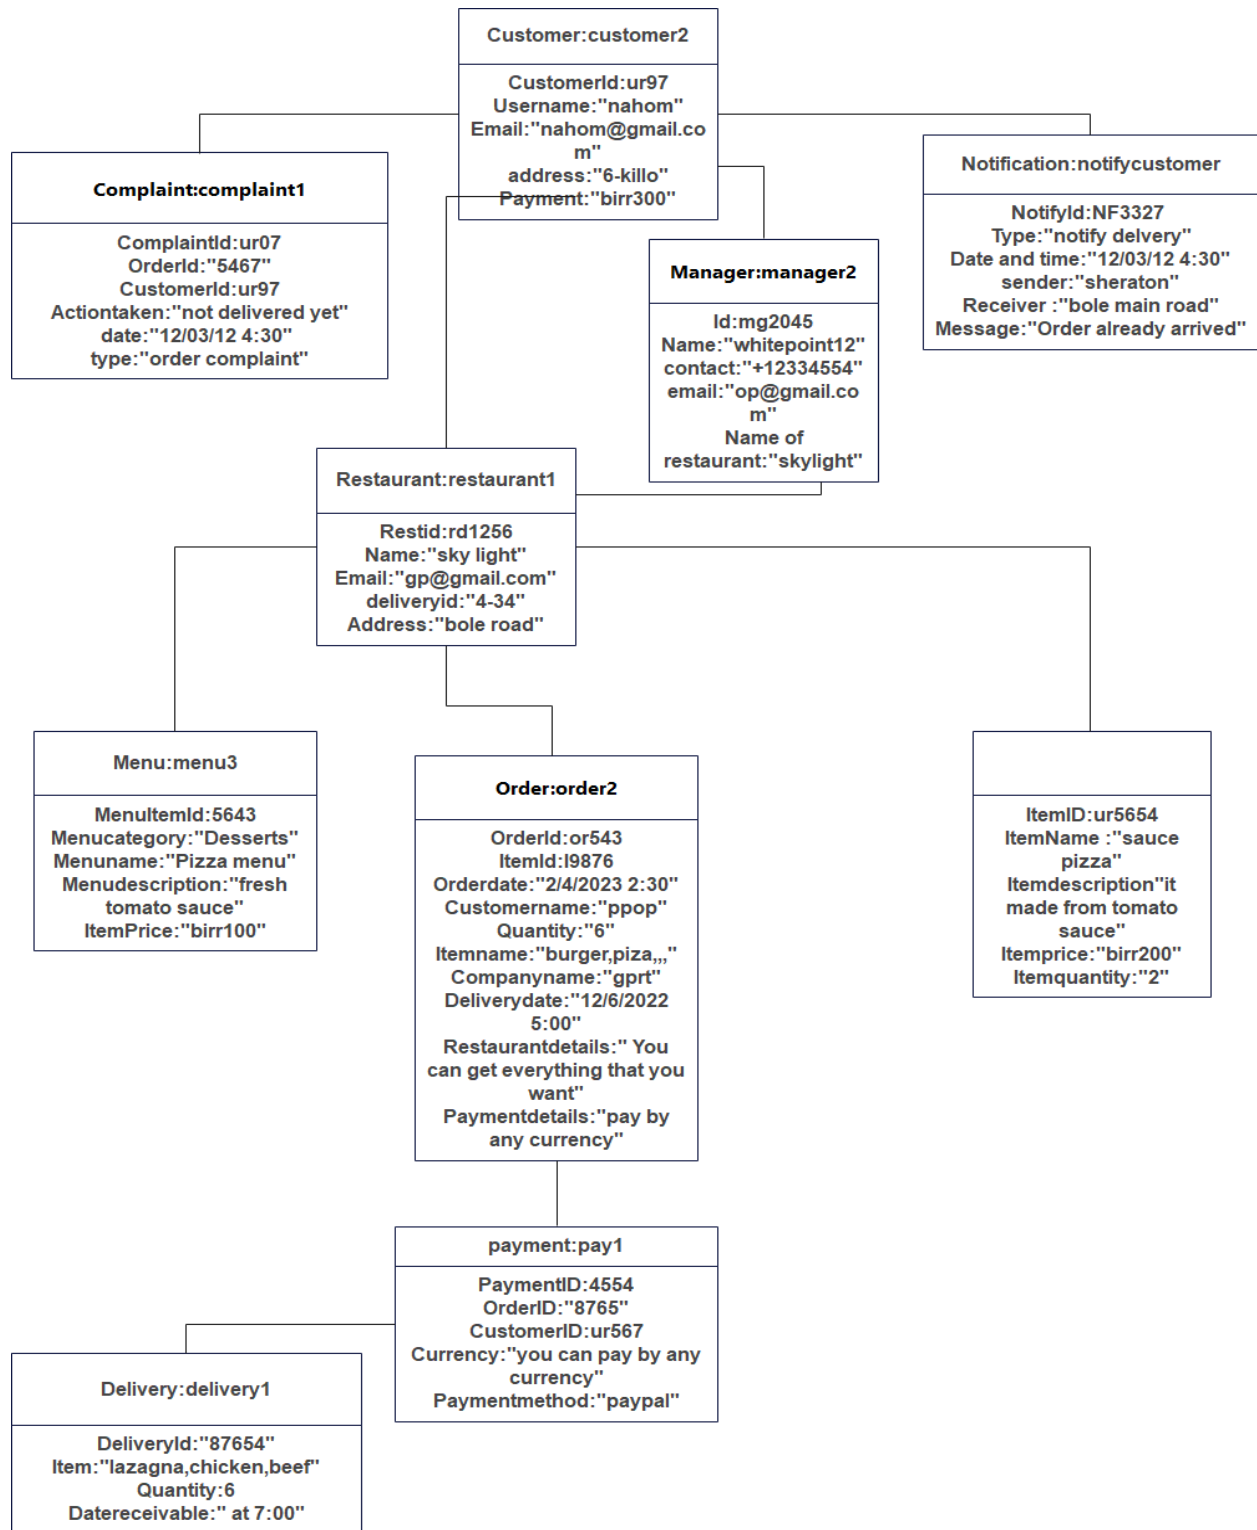 Customer:customer2
CustomerId:ur97
Username:"nahom"
Email:"nahom@gmail.co
m"
address:"6-killo"
Payment:"birr300"
Complaint:complaint1
ComplaintId:ur07
OrderId:"5467"
CustomerId:ur97
Actiontaken:"not delivered yet"
date:"12/03/12 4:30"
type:"order complaint"
Notification:notifycustomer
NotifyId:NF3327
Type:"notify delvery"
Date and time:"12/03/12 4:30"
sender:"sheraton"
Receiver :"bole main road"
Message:"Order already arrived"
Manager:manager2
Id:mg2045
Name:"whitepoint12"
contact:"+12334554"
email:"op@gmail.co
m"
Name of
restaurant:"skylight"
Restaurant:restaurant1
Restid:rd1256
Name:"sky light"
Email:"gp@gmail.com"
deliveryid:"4-34"
Address:"bole road"
Menu:menu3
MenuItemId:5643
Menucategory:"Desserts"
Menuname:"Pizza menu"
Menudescription:"fresh
tomato sauce"
ItemPrice:"birr100"
Order:order2
OrderId:or543
ItemId:I9876
Orderdate:"2/4/2023 2:30"
Customername:"ppop"
Quantity:"6"
Itemname:"burger,piza,,,"
Companyname:"gprt"
Deliverydate:"12/6/2022
5:00"
Restaurantdetails:" You
can get everything that you
want"
Paymentdetails:"pay by
any currency"
ItemID:ur5654
ItemName :"sauce
pizza"
Itemdescription"it
made from tomato
sauce"
Itemprice:"birr200"
Itemquantity:"2"
payment:pay1
PaymentID:4554
OrderID:"8765"
CustomerID:ur567
Currency:"you can pay by any
currency"
Paymentmethod:"paypal"
Delivery:delivery1
DeliveryId:"87654"
Item:"lazagna,chicken,beef"
Quantity:6
Datereceivable:" at 7:00"